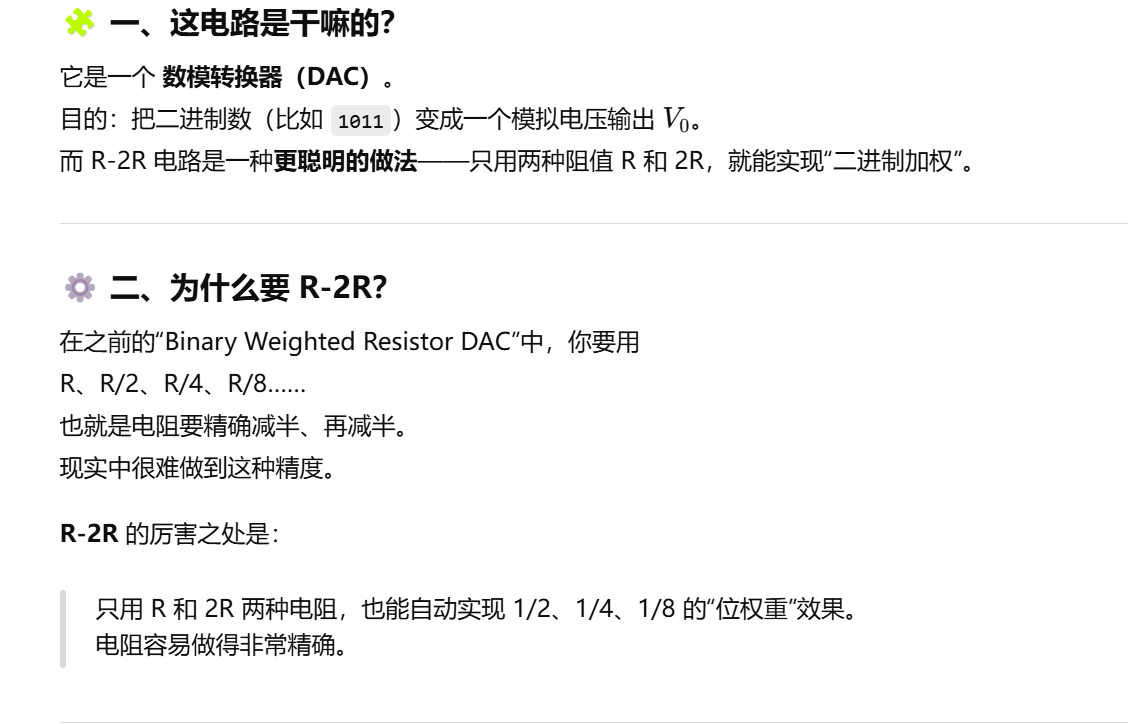 一、这电路是干嘛的？
它是一个 数模转换器（DAC）。
目的：把二进制数（比如 1011）变成一个模拟电压输出 V₀。
而 R-2R 电路是一种更聪明的做法——只用两种阻值 R 和 2R，就能实现“二进制加权”。
二、为什么要 R-2R？
在之前的“Binary Weighted Resistor DAC”中，你要用
R、R/2、R/4、R/8……
也就是电阻要精确减半、再减半。
现实中很难做到这种精度。
R-2R 的厉害之处是：
只用 R 和 2R 两种电阻，也能自动实现 1/2、1/4、1/8 的“位权重”效果。
电阻容易做得非常精确。